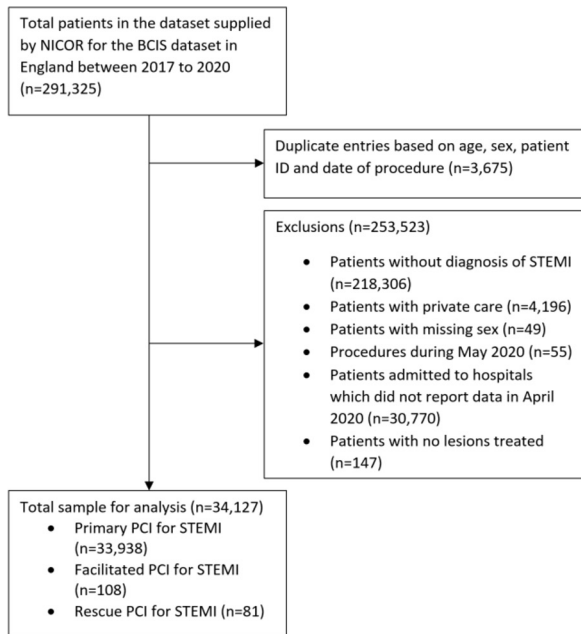 Total patients in the dataset supplied
by NICOR for the BCIS dataset in
England between 2017 to 2020
(n=291,325)
Duplicate entries based on age, sex, patient
ID and date of procedure (n=3,675)
Exclusions (n=253,523)
• Patients without diagnosis of STEMI
(n=218,306)
• Patients with private care (n=4,196)
• Patients with missing sex (n=49)
• Procedures during May 2020 (n=55)
• Patients admitted to hospitals
which did not report data in April
2020 (n=30,770)
• Patients with no lesions treated
(n=147)
Total sample for analysis (n=34,127)
• Primary PCI for STEMI
(n=33,938)
• Facilitated PCI for STEMI
(n=108)
• Rescue PCI for STEMI (n=81)